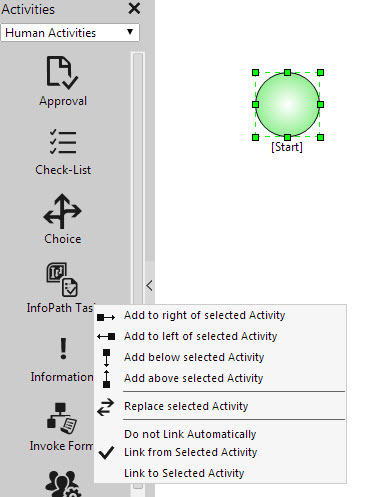 Activities
Human Activities
Approval
Check-List
Choice
InfoPath Tas
Information
Invoke Form
[Start]
Add to right of selected Activity
Add to left of selected Activity
Add below selected Activity
Add above selected Activity
Replace selected Activity
Do not Link Automatically
Link from Selected Activity
Link to Selected Activity